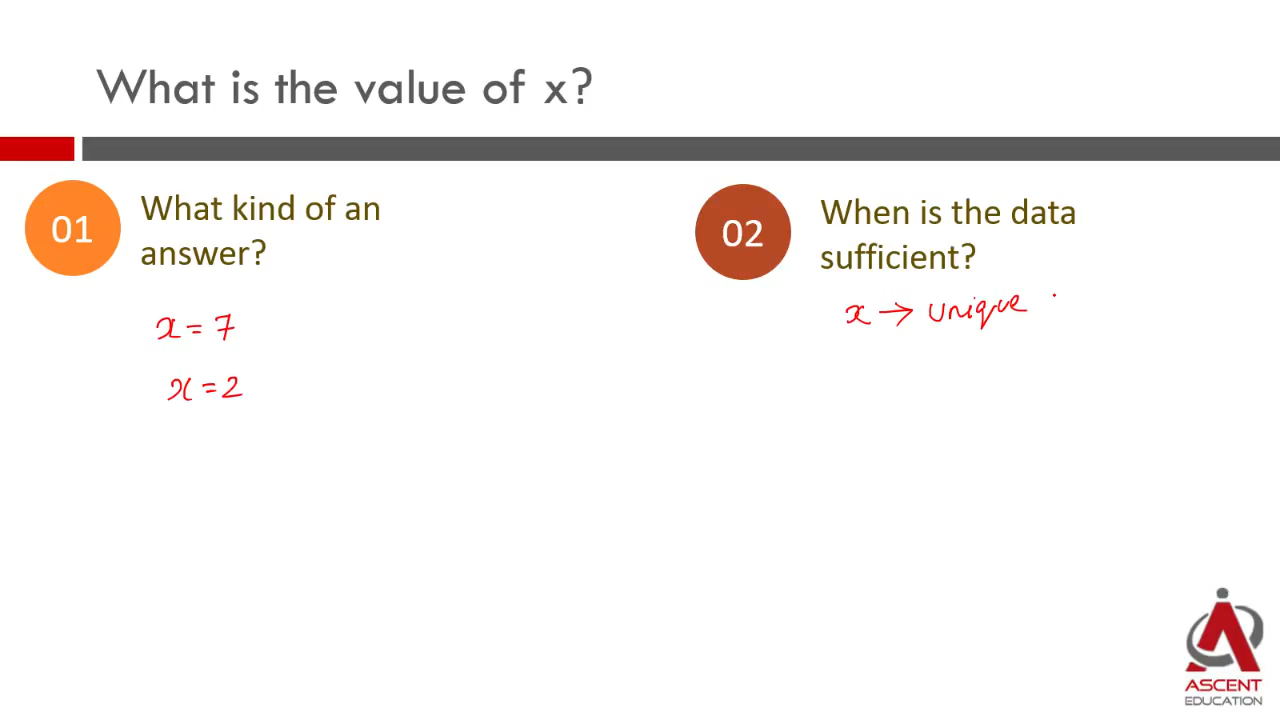 What is the value of x?
01
What kind of an
answer?
x = 7
x = 2
02
When is the data
sufficient?
x → unique
ASCENT
EDUCATION